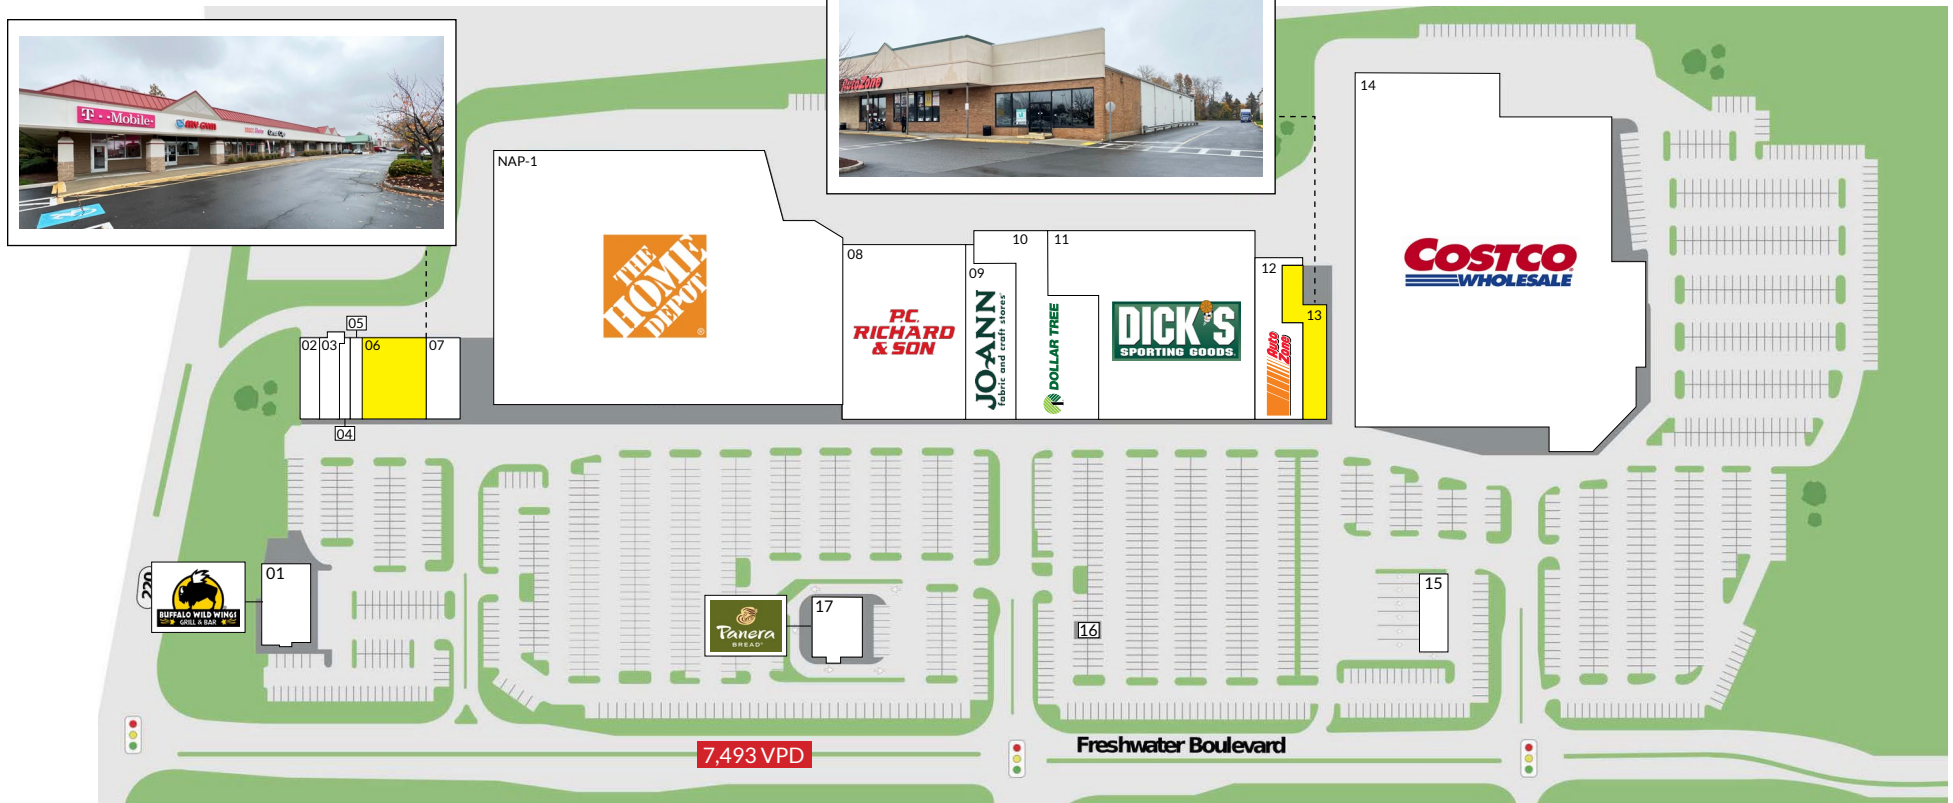 T-Mobile
AutoZone
14
NAP-1
THE
HOME
DEPOT
®
08
P.C.
RICHARD
& SON
10
11
09
JO-ANN
fabric and craft stores
DOLLAR TREE
DICK'S
SPORTING GOODS
12
13
Auto
Zone
COSTCO
WHOLESALE
05
02
03
06
07
04
220
BUFFALO WILD WINGS
GRILL & BAR
01
Panera
BREAD®
17
16
15
7,493 VPD
Freshwater Boulevard